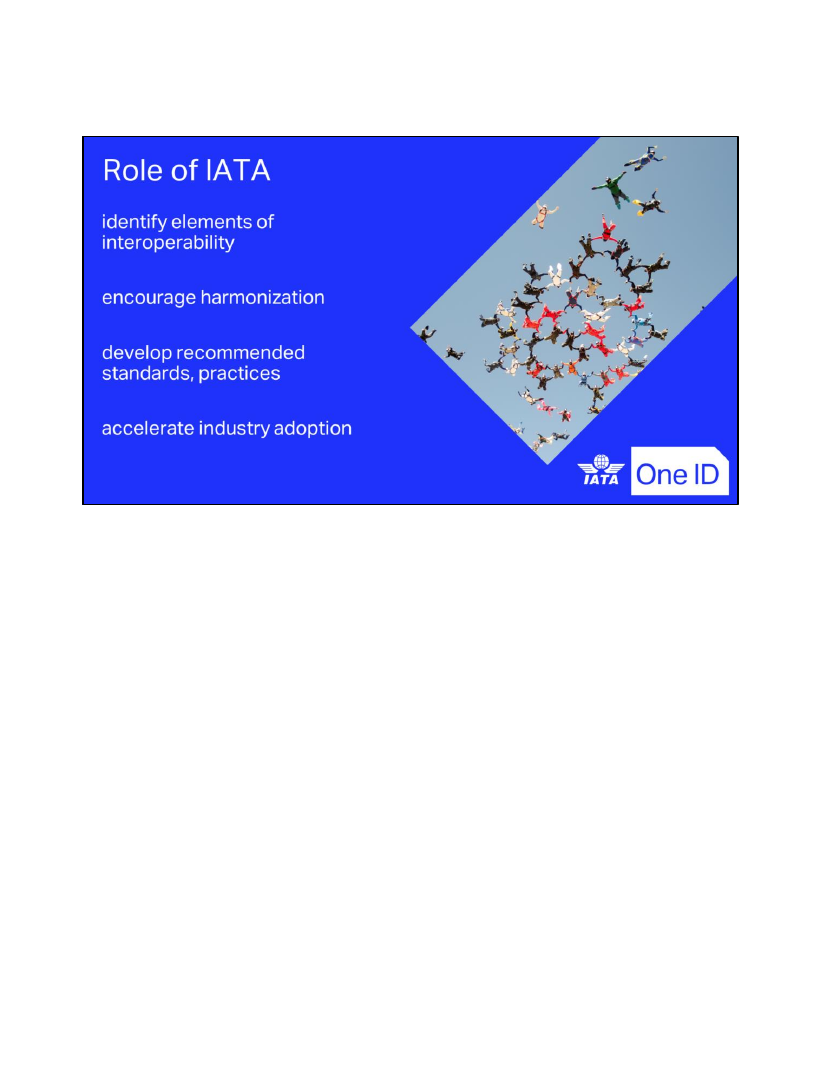 Role of IATA
identify elements of
interoperability
encourage harmonization
develop recommended
standards, practices
accelerate industry adoption
IATA
One ID